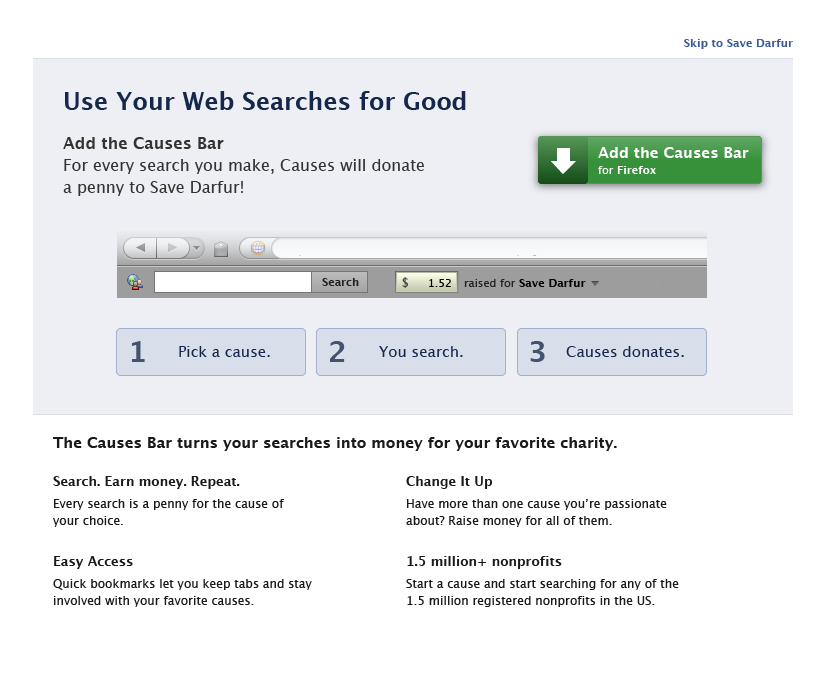 Skip to Save Darfur
Use Your Web Searches for Good
Add the Causes Bar
For every search you make, Causes will donate
a penny to Save Darfur!
Add the Causes Bar
for Firefox
Search $ 1.52 raised for Save Darfur
1 Pick a cause. 2 You search. 3 Causes donates.
The Causes Bar turns your searches into money for your favorite charity.
Search. Earn money. Repeat.
Every search is a penny for the cause of
your choice.
Change It Up
Have more than one cause you’re passionate
about? Raise money for all of them.
Easy Access
Quick bookmarks let you keep tabs and stay
involved with your favorite causes.
1.5 million+ nonprofits
Start a cause and start searching for any of the
1.5 million registered nonprofits in the US.